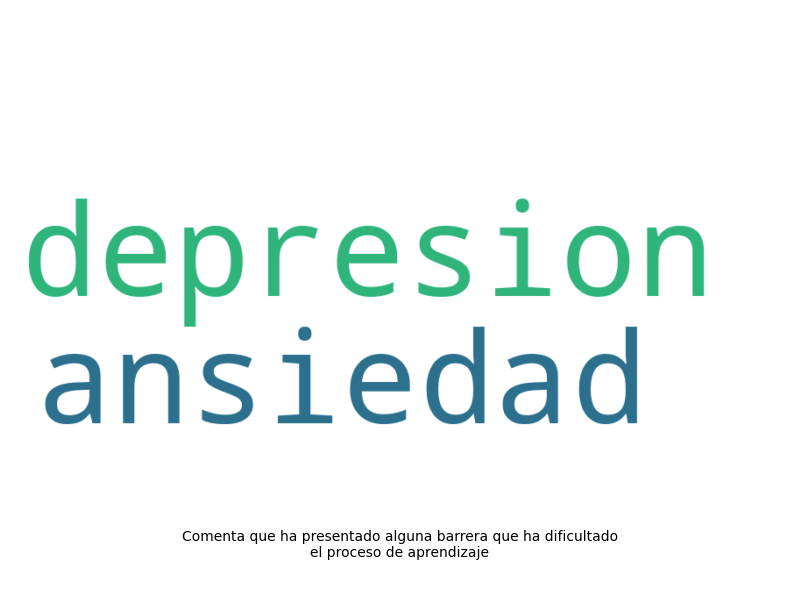 depresion
ansiedad
Comenta que ha presentado alguna barrera que ha dificultado
el proceso de aprendizaje